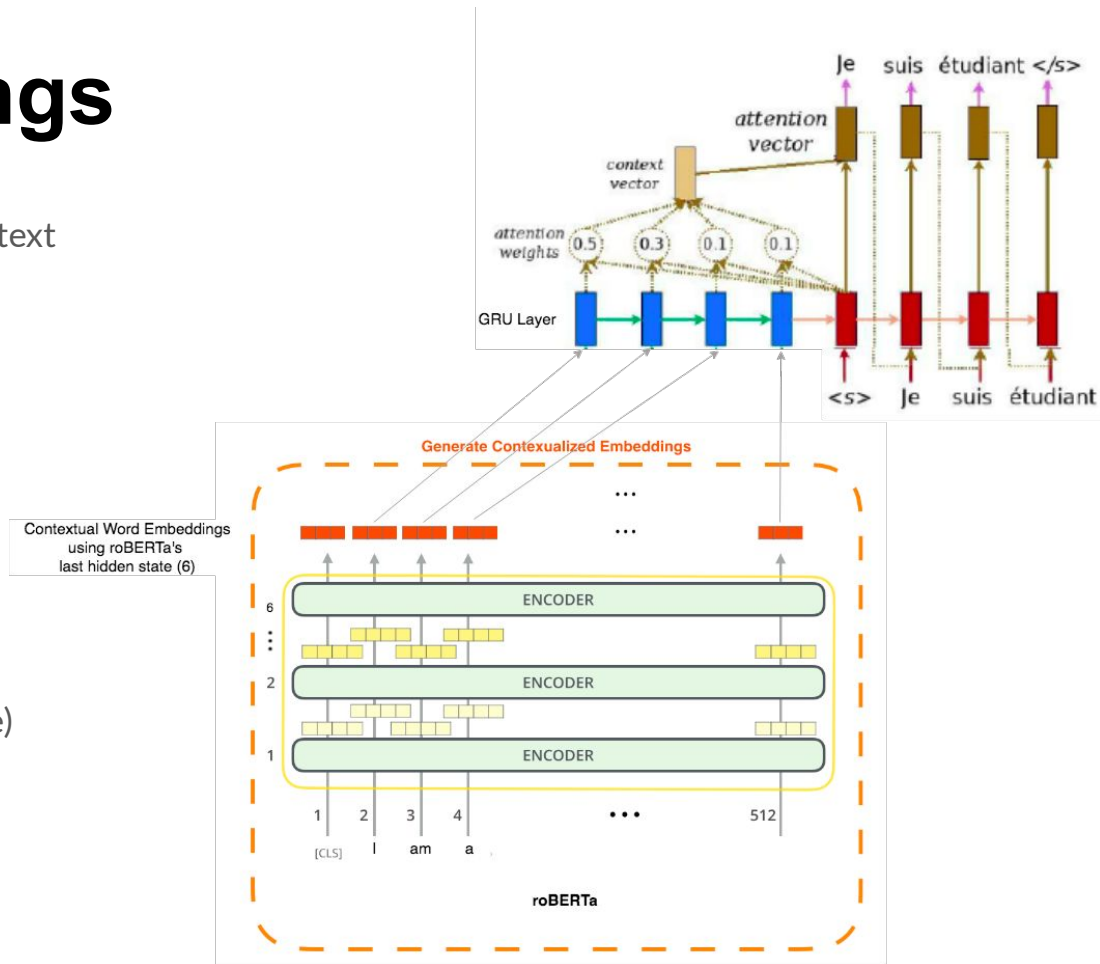 ngs
text
e)
Je suis étudiant </s>
attention
vector
context
vector
attention
weights
0.5 0.3 0.1 0.1
GRU Layer
<s> Je suis étudiant
Generate Contexualized Embeddings
...
...
Contextual Word Embeddings
using roBERTa's
last hidden state (6)
6
ENCODER
⋮
2
ENCODER
1
ENCODER
1 2 3 4 ... 512
[CLS] I am a
roBERTa